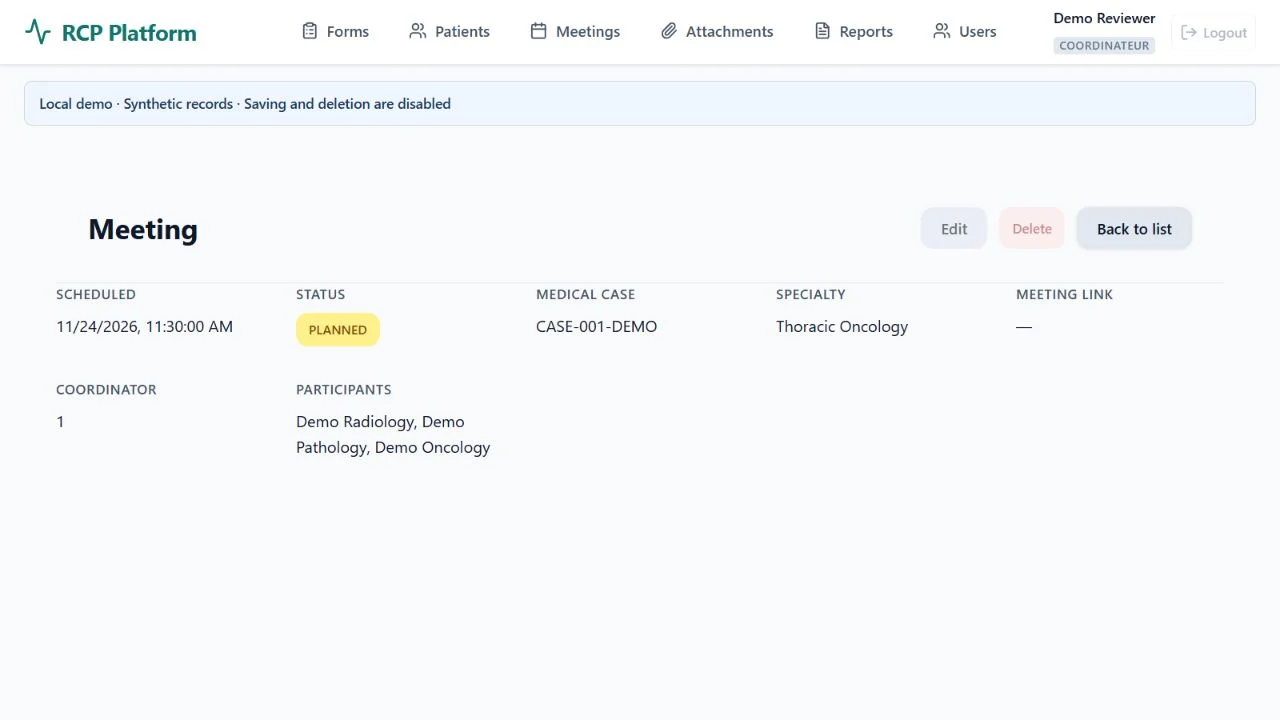 RCP Platform
Forms
Patients
Meetings
Attachments
Reports
Users
Demo Reviewer
COORDINATEUR
Logout
Local demo · Synthetic records · Saving and deletion are disabled
Meeting
Edit
Delete
Back to list
SCHEDULED
11/24/2026, 11:30:00 AM
STATUS
PLANNED
MEDICAL CASE
CASE-001-DEMO
SPECIALTY
Thoracic Oncology
MEETING LINK
—
COORDINATOR
1
PARTICIPANTS
Demo Radiology, Demo
Pathology, Demo Oncology